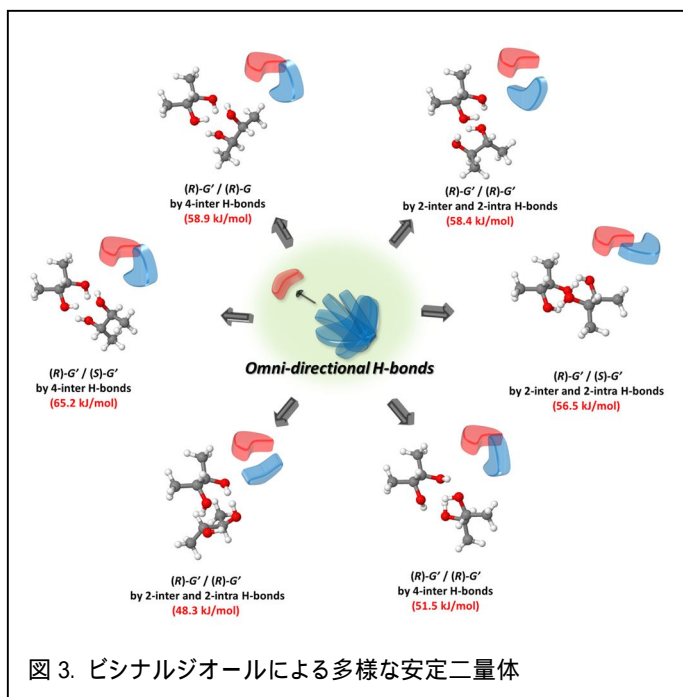 (R)-G' / (R)-G
by 4-inter H-bonds
(58.9 kJ/mol)
(R)-G' / (R)-G'
by 2-inter and 2-intra H-bonds
(58.4 kJ/mol)
(R)-G' / (S)-G'
by 4-inter H-bonds
(65.2 kJ/mol)
Omni-directional H-bonds
(R)-G' / (S)-G'
by 2-inter and 2-intra H-bonds
(56.5 kJ/mol)
(R)-G' / (R)-G'
by 2-inter and 2-intra H-bonds
(48.3 kJ/mol)
(R)-G' / (R)-G'
by 4-inter H-bonds
(51.5 kJ/mol)
図 3. ビシナルジオールによる多様な安定二量体